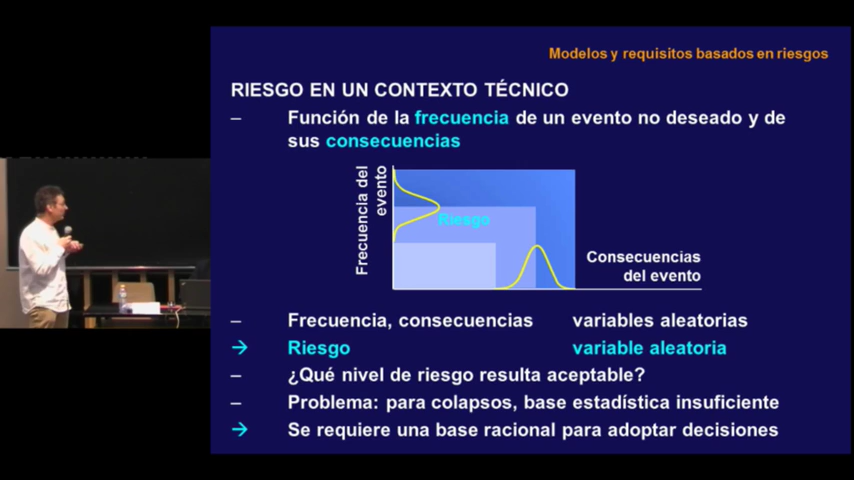 Modelos y requisitos basados en riesgos
RIESGO EN UN CONTEXTO TÉCNICO
– Función de la frecuencia de un evento no deseado y de
sus consecuencias
Frecuencia del
evento
Riesgo
Consecuencias
del evento
– Frecuencia, consecuencias variables aleatorias
→ Riesgo variable aleatoria
– ¿Qué nivel de riesgo resulta aceptable?
– Problema: para colapsos, base estadística insuficiente
→ Se requiere una base racional para adoptar decisiones